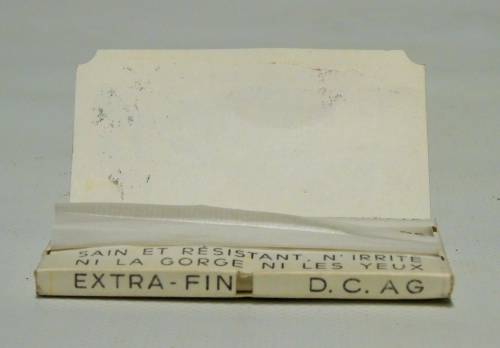 SAIN ET RÉSISTANT, N'IRRITE
NI LA GORGE NI LES YEUX
EXTRA-FIN D.C.AG